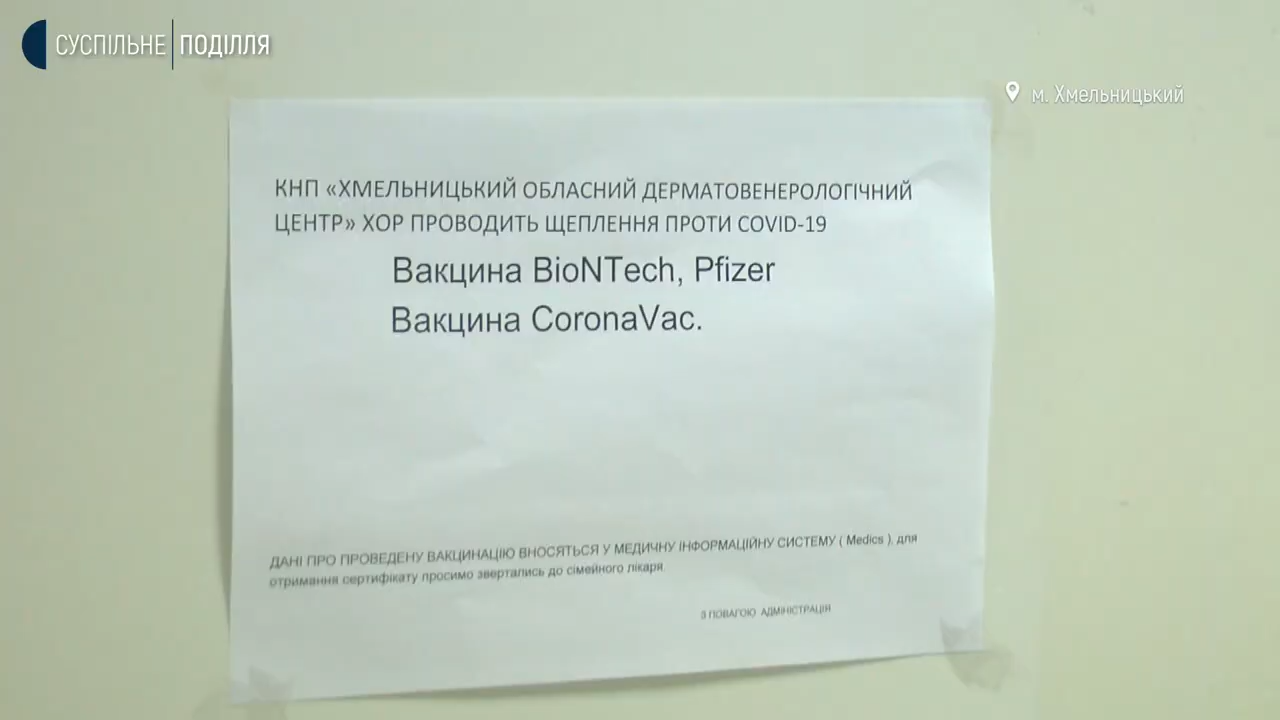 СУСПІЛЬНЕ ПОДІЛЛЯ
м. Хмельницький
КНП «ХМЕЛЬНИЦЬКИЙ ОБЛАСНИЙ ДЕРМАТОВЕНЕРОЛОГІЧНИЙ
ЦЕНТР» ХОР ПРОВОДИТЬ ЩЕПЛЕННЯ ПРОТИ COVID-19
Вакцина BioNTech, Pfizer
Вакцина CoronaVac.
ДАНІ ПРО ПРОВЕДЕНУ ВАКЦИНАЦІЮ ВНОСЯТЬСЯ У МЕДИЧНУ ІНФОРМАЦІЙНУ СИСТЕМУ ( Medics ), для
отримання сертифікату просимо звертались до сімейного лікаря.
З ПОВАГОЮ АДМІНІСТРАЦІЯ